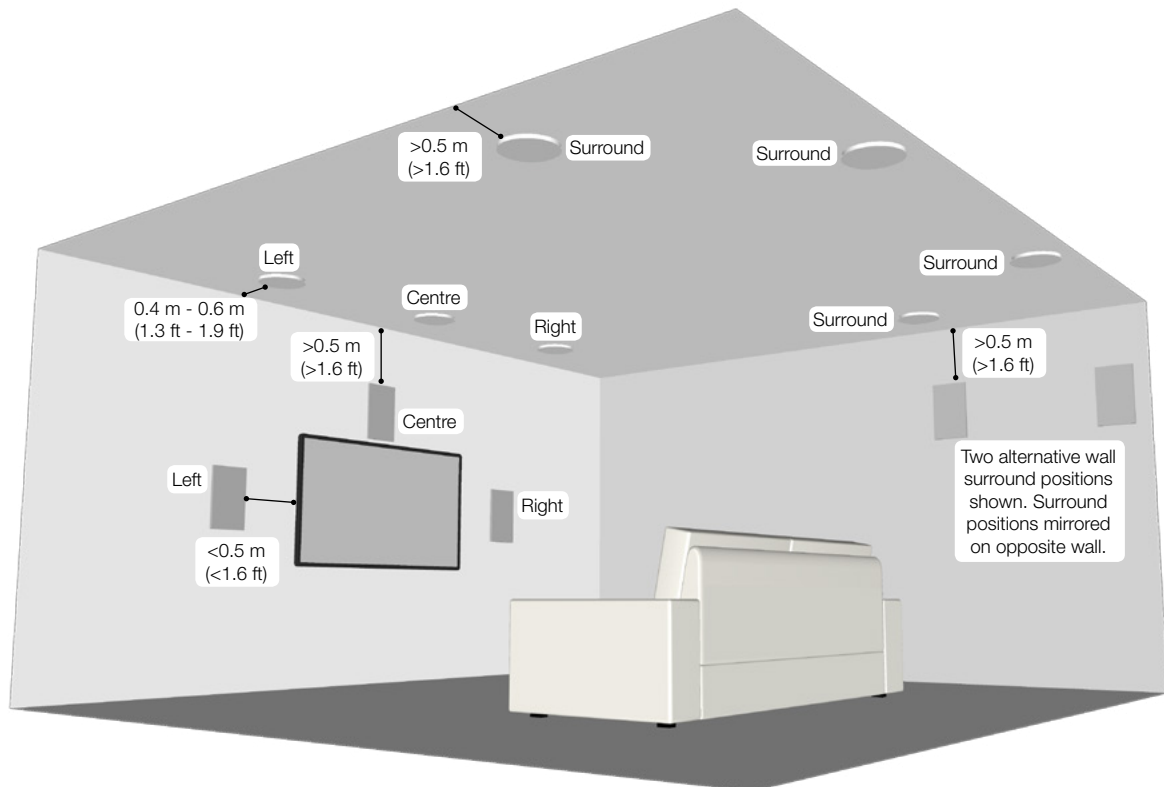 >0.5 m
(>1.6 ft)
Surround
Surround
Left
Surround
0.4 m - 0.6 m
(1.3 ft - 1.9 ft)
Centre
Right
Surround
>0.5 m
(>1.6 ft)
>0.5 m
(>1.6 ft)
Centre
Left
Right
<0.5 m
(<1.6 ft)
Two alternative wall
surround positions
shown. Surround
positions mirrored
on opposite wall.